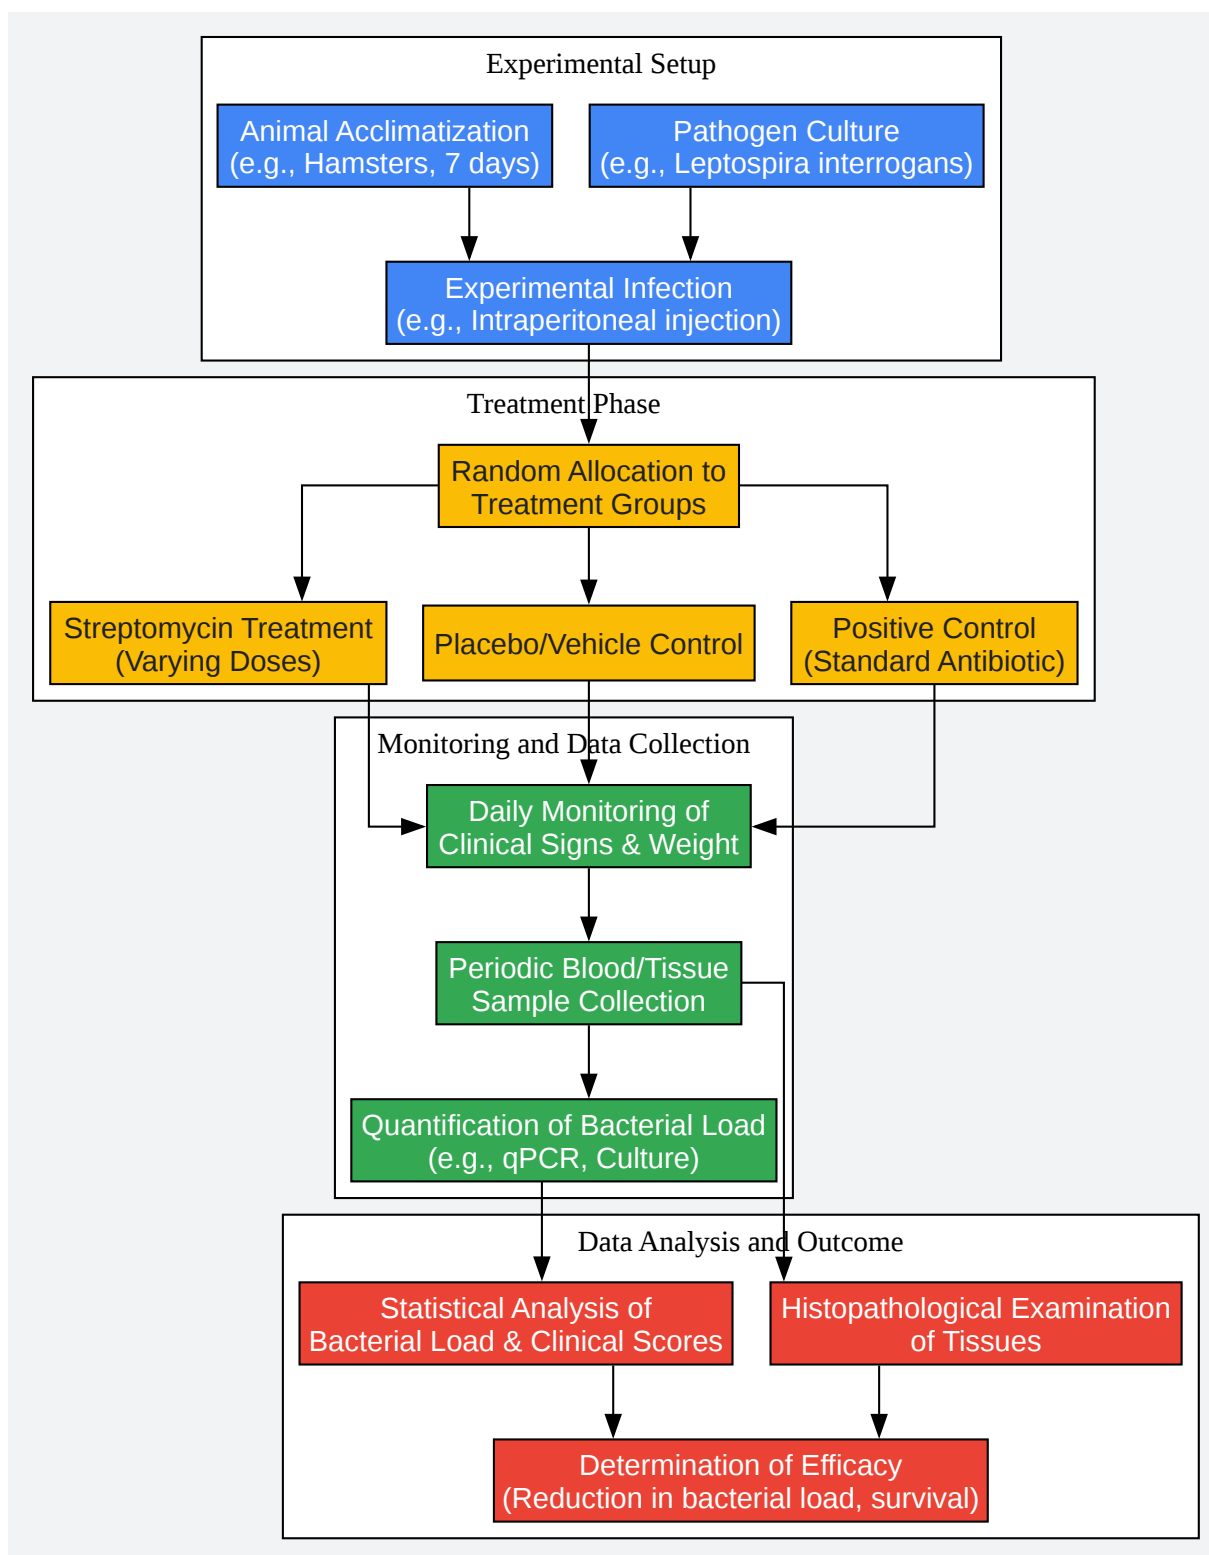 Experimental Setup
Animal Acclimatization
(e.g., Hamsters, 7 days)
Pathogen Culture
(e.g., Leptospira interrogans)
Experimental Infection
(e.g., Intraperitoneal injection)
Treatment Phase
Random Allocation to
Treatment Groups
Streptomycin Treatment
(Varying Doses)
Placebo/Vehicle Control
Positive Control
(Standard Antibiotic)
Monitoring and Data Collection
Daily Monitoring of
Clinical Signs & Weight
Periodic Blood/Tissue
Sample Collection
Quantification of Bacterial Load
(e.g., qPCR, Culture)
Data Analysis and Outcome
Statistical Analysis of
Bacterial Load & Clinical Scores
Histopathological Examination
of Tissues
Determination of Efficacy
(Reduction in bacterial load, survival)